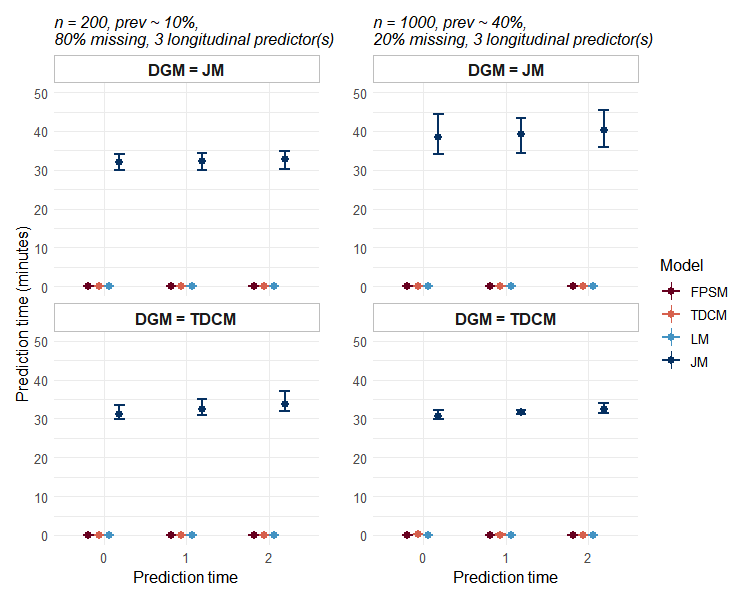 n = 200, prev ~ 10%,
80% missing, 3 longitudinal predictor(s)
n = 1000, prev ~ 40%,
20% missing, 3 longitudinal predictor(s)
DGM = JM
DGM = JM
50
40
30
20
10
0
50
40
30
20
10
0
DGM = TDCM
DGM = TDCM
50
40
30
20
10
0
50
40
30
20
10
0
0
1
2
0
1
2
Prediction time
Prediction time
Prediction time (minutes)
Model
FPSM
TDCM
LM
JM